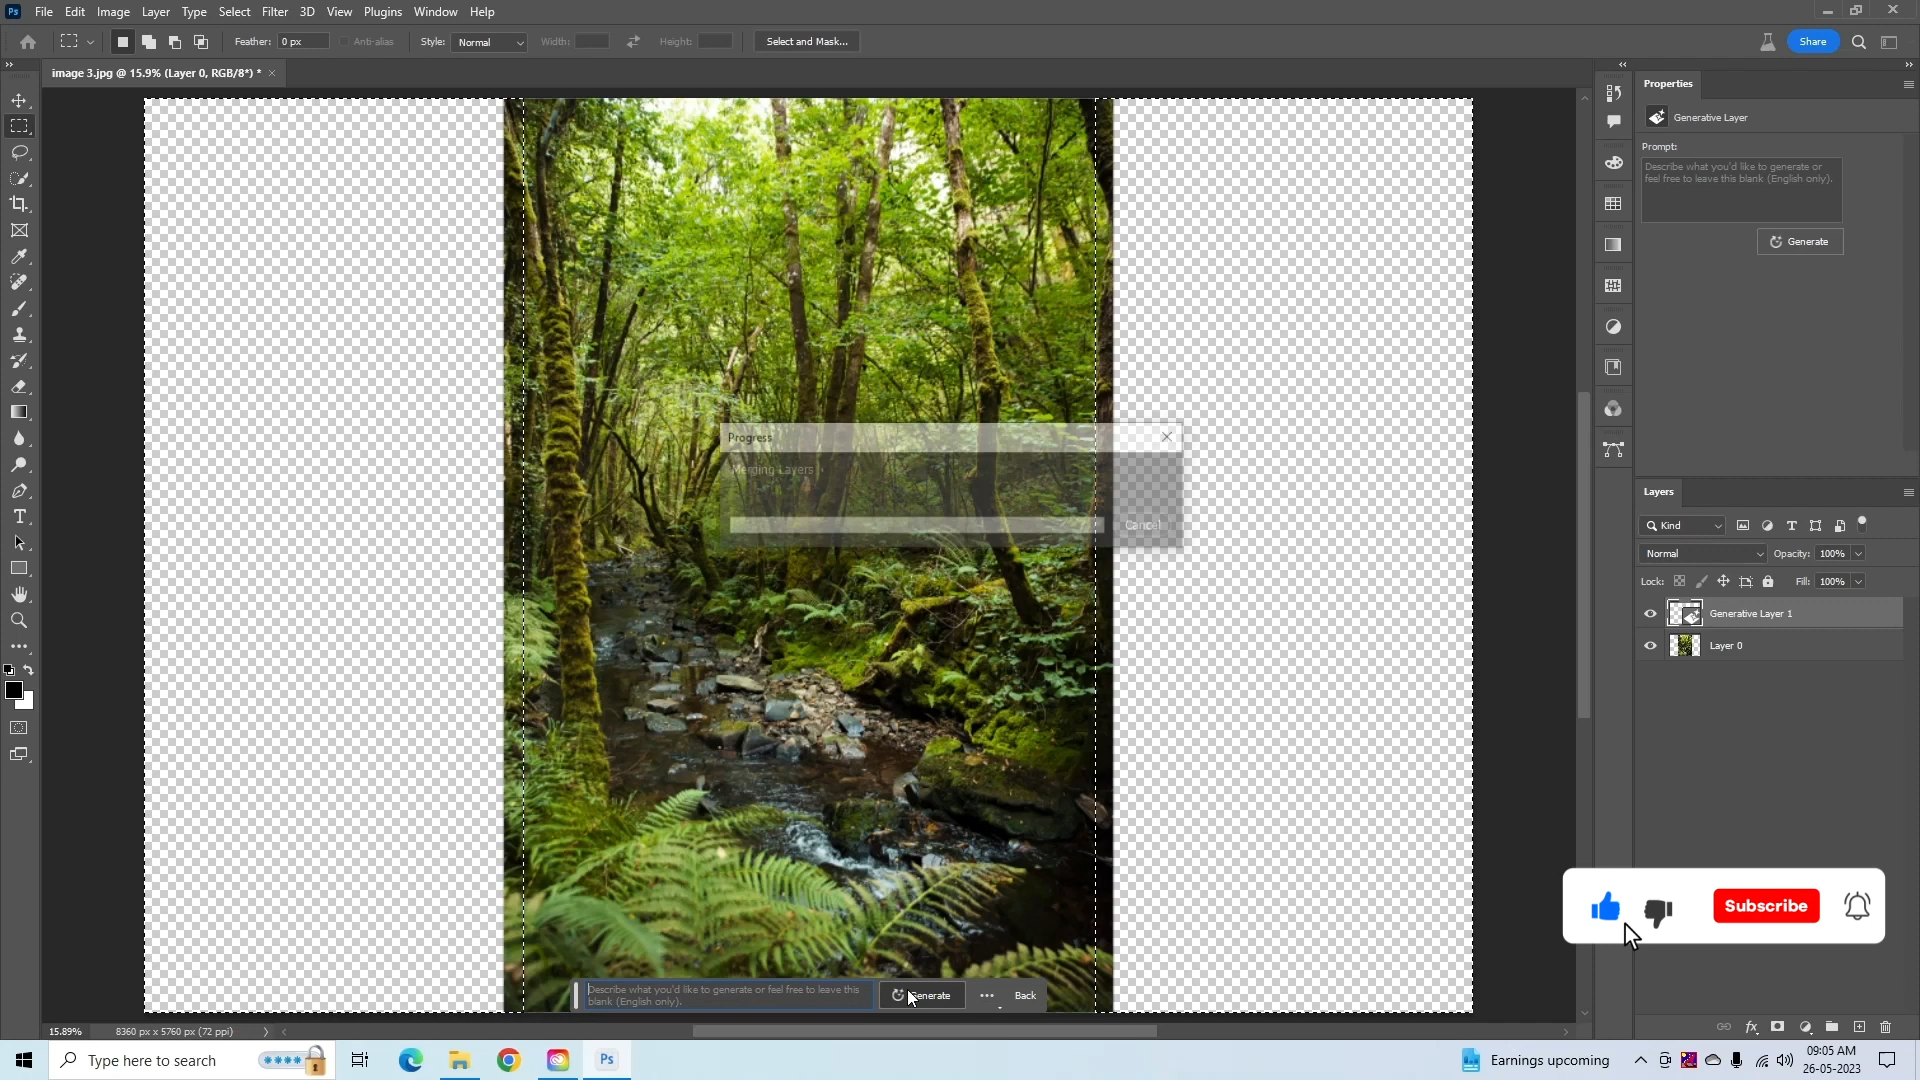 Ps File Edit Image Layer Type Select Filter 3D View Plugins Window Help
Feather: 0 px Anti-alias Style: Normal Width: Height: Select and Mask... Share
image 3.jpg @ 15.9% (Layer 0, RGB/8*) *
Properties
Generative Layer
Prompt:
Describe what you'd like to generate or
feel free to leave this blank (English only).
Generate
Progress
Merging Layers
Cancel
Layers
Kind
Normal Opacity: 100%
Lock: Fill: 100%
Generative Layer 1
Layer 0
Subscribe
Describe what you'd like to generate or feel free to leave this
blank (English only).
Generate
Back
15.89% 8360 px x 5760 px (72 ppi)
Type here to search
Ps
Earnings upcoming
09:05 AM
26-05-2023